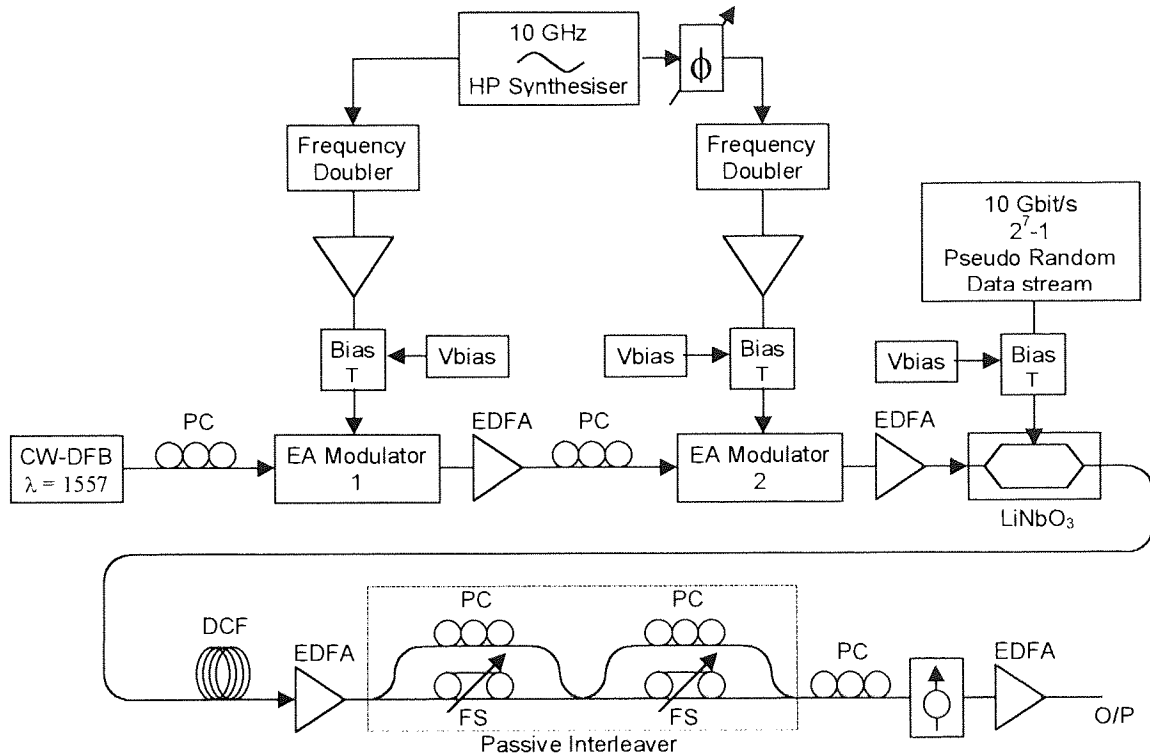 10 GHz
HP Synthesiser
ϕ
Frequency
Doubler
Frequency
Doubler
10 Gbit/s
2⁷-1
Pseudo Random
Data stream
Bias
T
Vbias
Vbias
Bias
T
Vbias
Bias
T
PC
EDFA
PC
EDFA
CW-DFB
λ = 1557
EA Modulator
1
EA Modulator
2
LiNbO₃
DCF
EDFA
PC
PC
PC
EDFA
FS
FS
O/P
Passive Interleaver